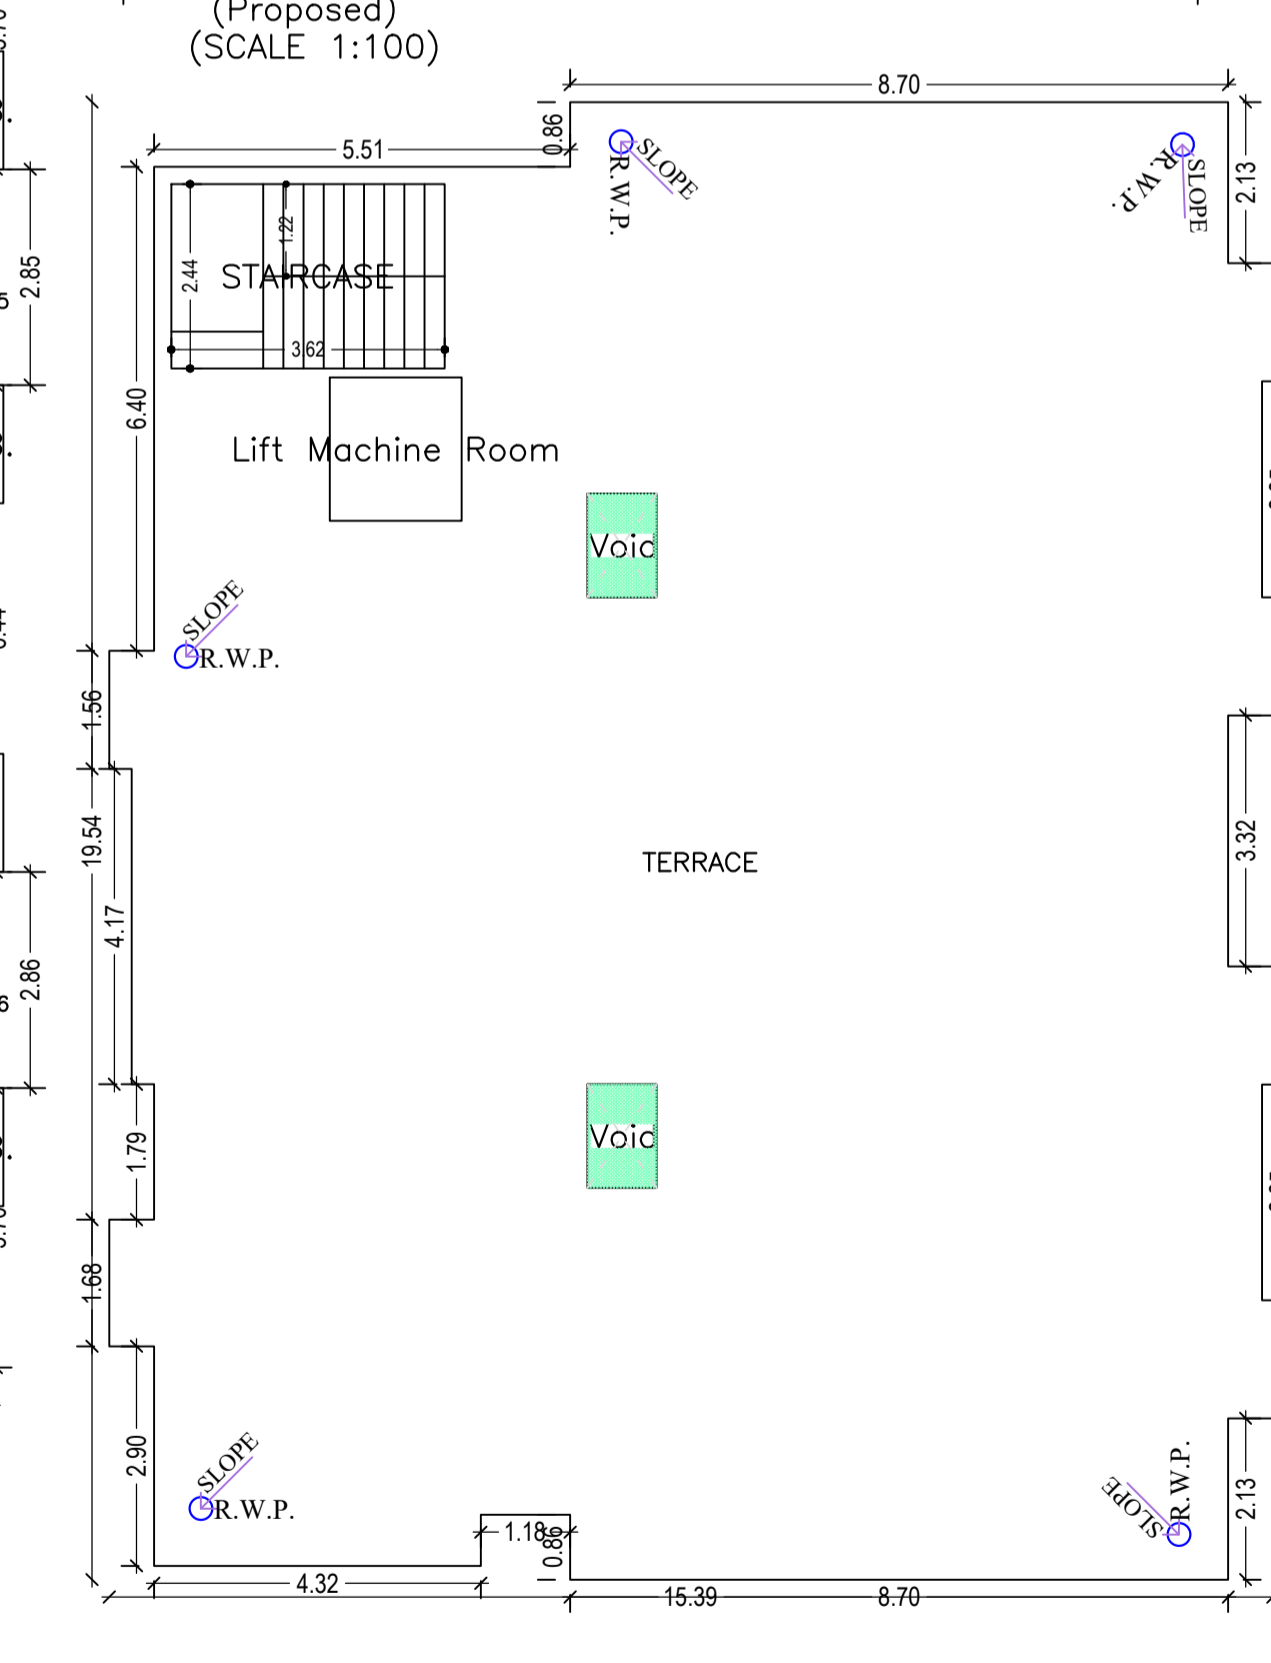 (Proposed)
(SCALE 1:100)
8.70
5.51
0.86
SLOPE
R.W.P.
R.W.P.
SLOPE
2.13
2.85
2.44
1.22
STAIRCASE
3.62
6.40
Lift Machine Room
Void
SLOPE
R.W.P.
1.56
19.54
4.17
TERRACE
3.32
2.86
1.79
Void
1.68
2.90
SLOPE
R.W.P.
R.W.P.
SLOPE
2.13
1.18
0.86
4.32
15.39
8.70